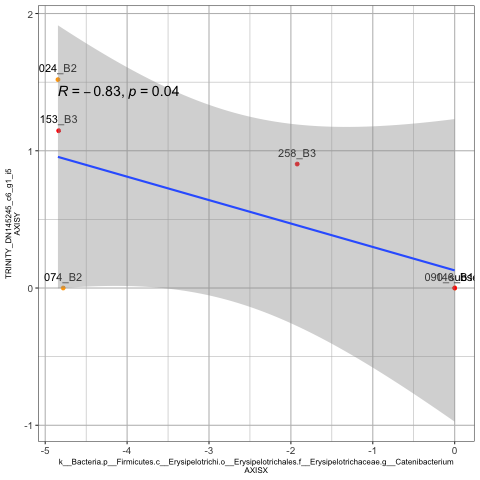 2
024_B2
R = −0.83, p = 0.04
153_B3
1
258_B3
074_B2
0
-1
-5
-4
-3
-2
-1
0
TRINITY_DN145245_c6_g1_i5
AXISY
k__Bacteria.p__Firmicutes.c__Erysipelotrichi.o__Erysipelotrichales.f__Erysipelotrichaceae.g__Catenibacterium
AXISX